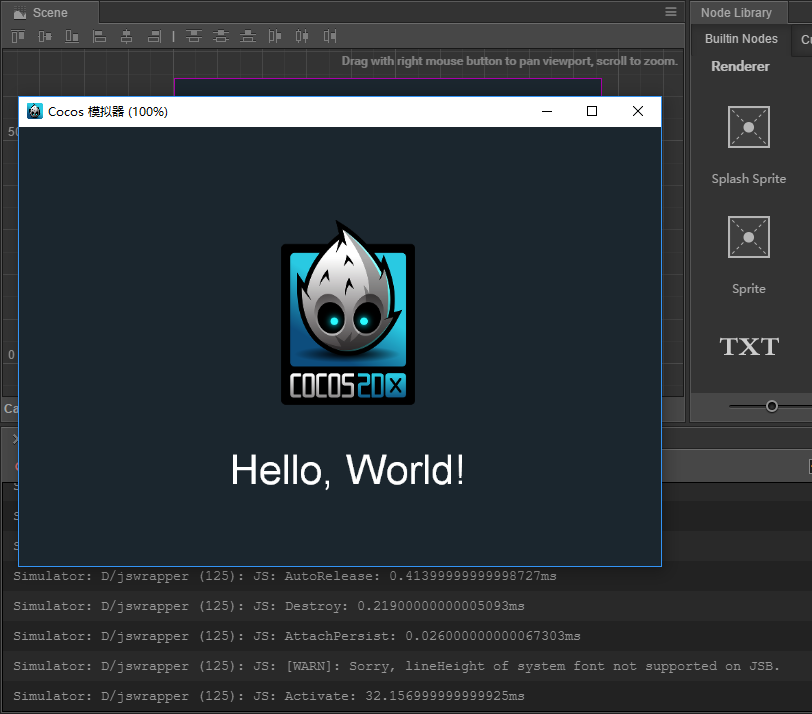 Scene
Node Library
Builtin Nodes
Drag with right mouse button to pan viewport, scroll to zoom.
Renderer
Cocos 模拟器 (100%)
50
Splash Sprite
COCOS2DX
Sprite
TXT
0
Hello, World!
Simulator: D/jswrapper (125): JS: AutoRelease: 0.41399999999998727ms
Simulator: D/jswrapper (125): JS: Destroy: 0.21900000000005093ms
Simulator: D/jswrapper (125): JS: AttachPersist: 0.026000000000067303ms
Simulator: D/jswrapper (125): JS: [WARN]: Sorry, lineHeight of system font not supported on JSB.
Simulator: D/jswrapper (125): JS: Activate: 32.156999999999925ms